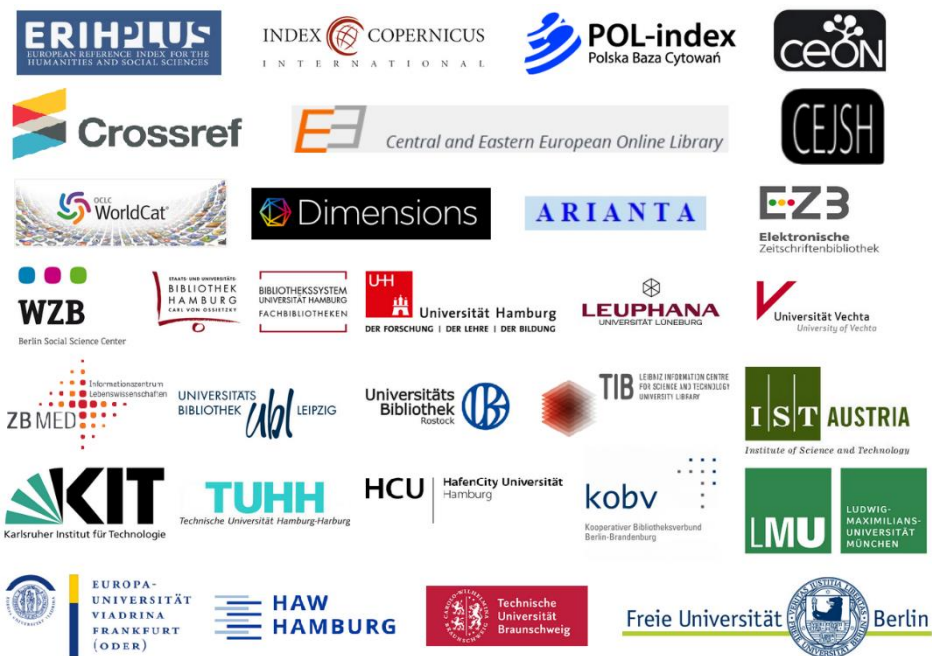 ERIHPLUS
EUROPEAN REFERENCE INDEX FOR THE
HUMANITIES AND SOCIAL SCIENCES
INDEX COPERNICUS
INTERNATIONAL
POL-index
Polska Baza Cytowań
CEON
Crossref
Central and Eastern European Online Library
CEJSH
OCLC
WorldCat®
Dimensions
ARIANTA
EZB
Elektronische
Zeitschriftenbibliothek
WZB
Berlin Social Science Center
STAATS- UND UNIVERSITÄTS-
BIBLIOTHEK
HAMBURG
CARL VON OSSIETZKY
BIBLIOTHEKSSYSTEM
UNIVERSITÄT HAMBURG
FACHBIBLIOTHEKEN
UH
Universität Hamburg
DER FORSCHUNG | DER LEHRE | DER BILDUNG
LEUPHANA
UNIVERSITÄT LÜNEBURG
Universität Vechta
University of Vechta
Informationszentrum
Lebenswissenschaften
ZB MED
UNIVERSITÄTS
BIBLIOTHEK
ubl
LEIPZIG
Universitäts
Bibliothek
Rostock
UB
TIB
LEIBNIZ INFORMATION CENTRE
FOR SCIENCE AND TECHNOLOGY
UNIVERSITY LIBRARY
IST AUSTRIA
Institute of Science and Technology
KIT
Karlsruher Institut für Technologie
TUHH
Technische Universität Hamburg-Harburg
HCU
HafenCity Universität
Hamburg
kobv
Kooperativer Bibliotheksverbund
Berlin-Brandenburg
LMU
LUDWIG-
MAXIMILIANS-
UNIVERSITÄT
MÜNCHEN
EUROPA-
UNIVERSITÄT
VIADRINA
FRANKFURT
(ODER)
HAW
HAMBURG
Technische
Universität
Braunschweig
Freie Universität Berlin